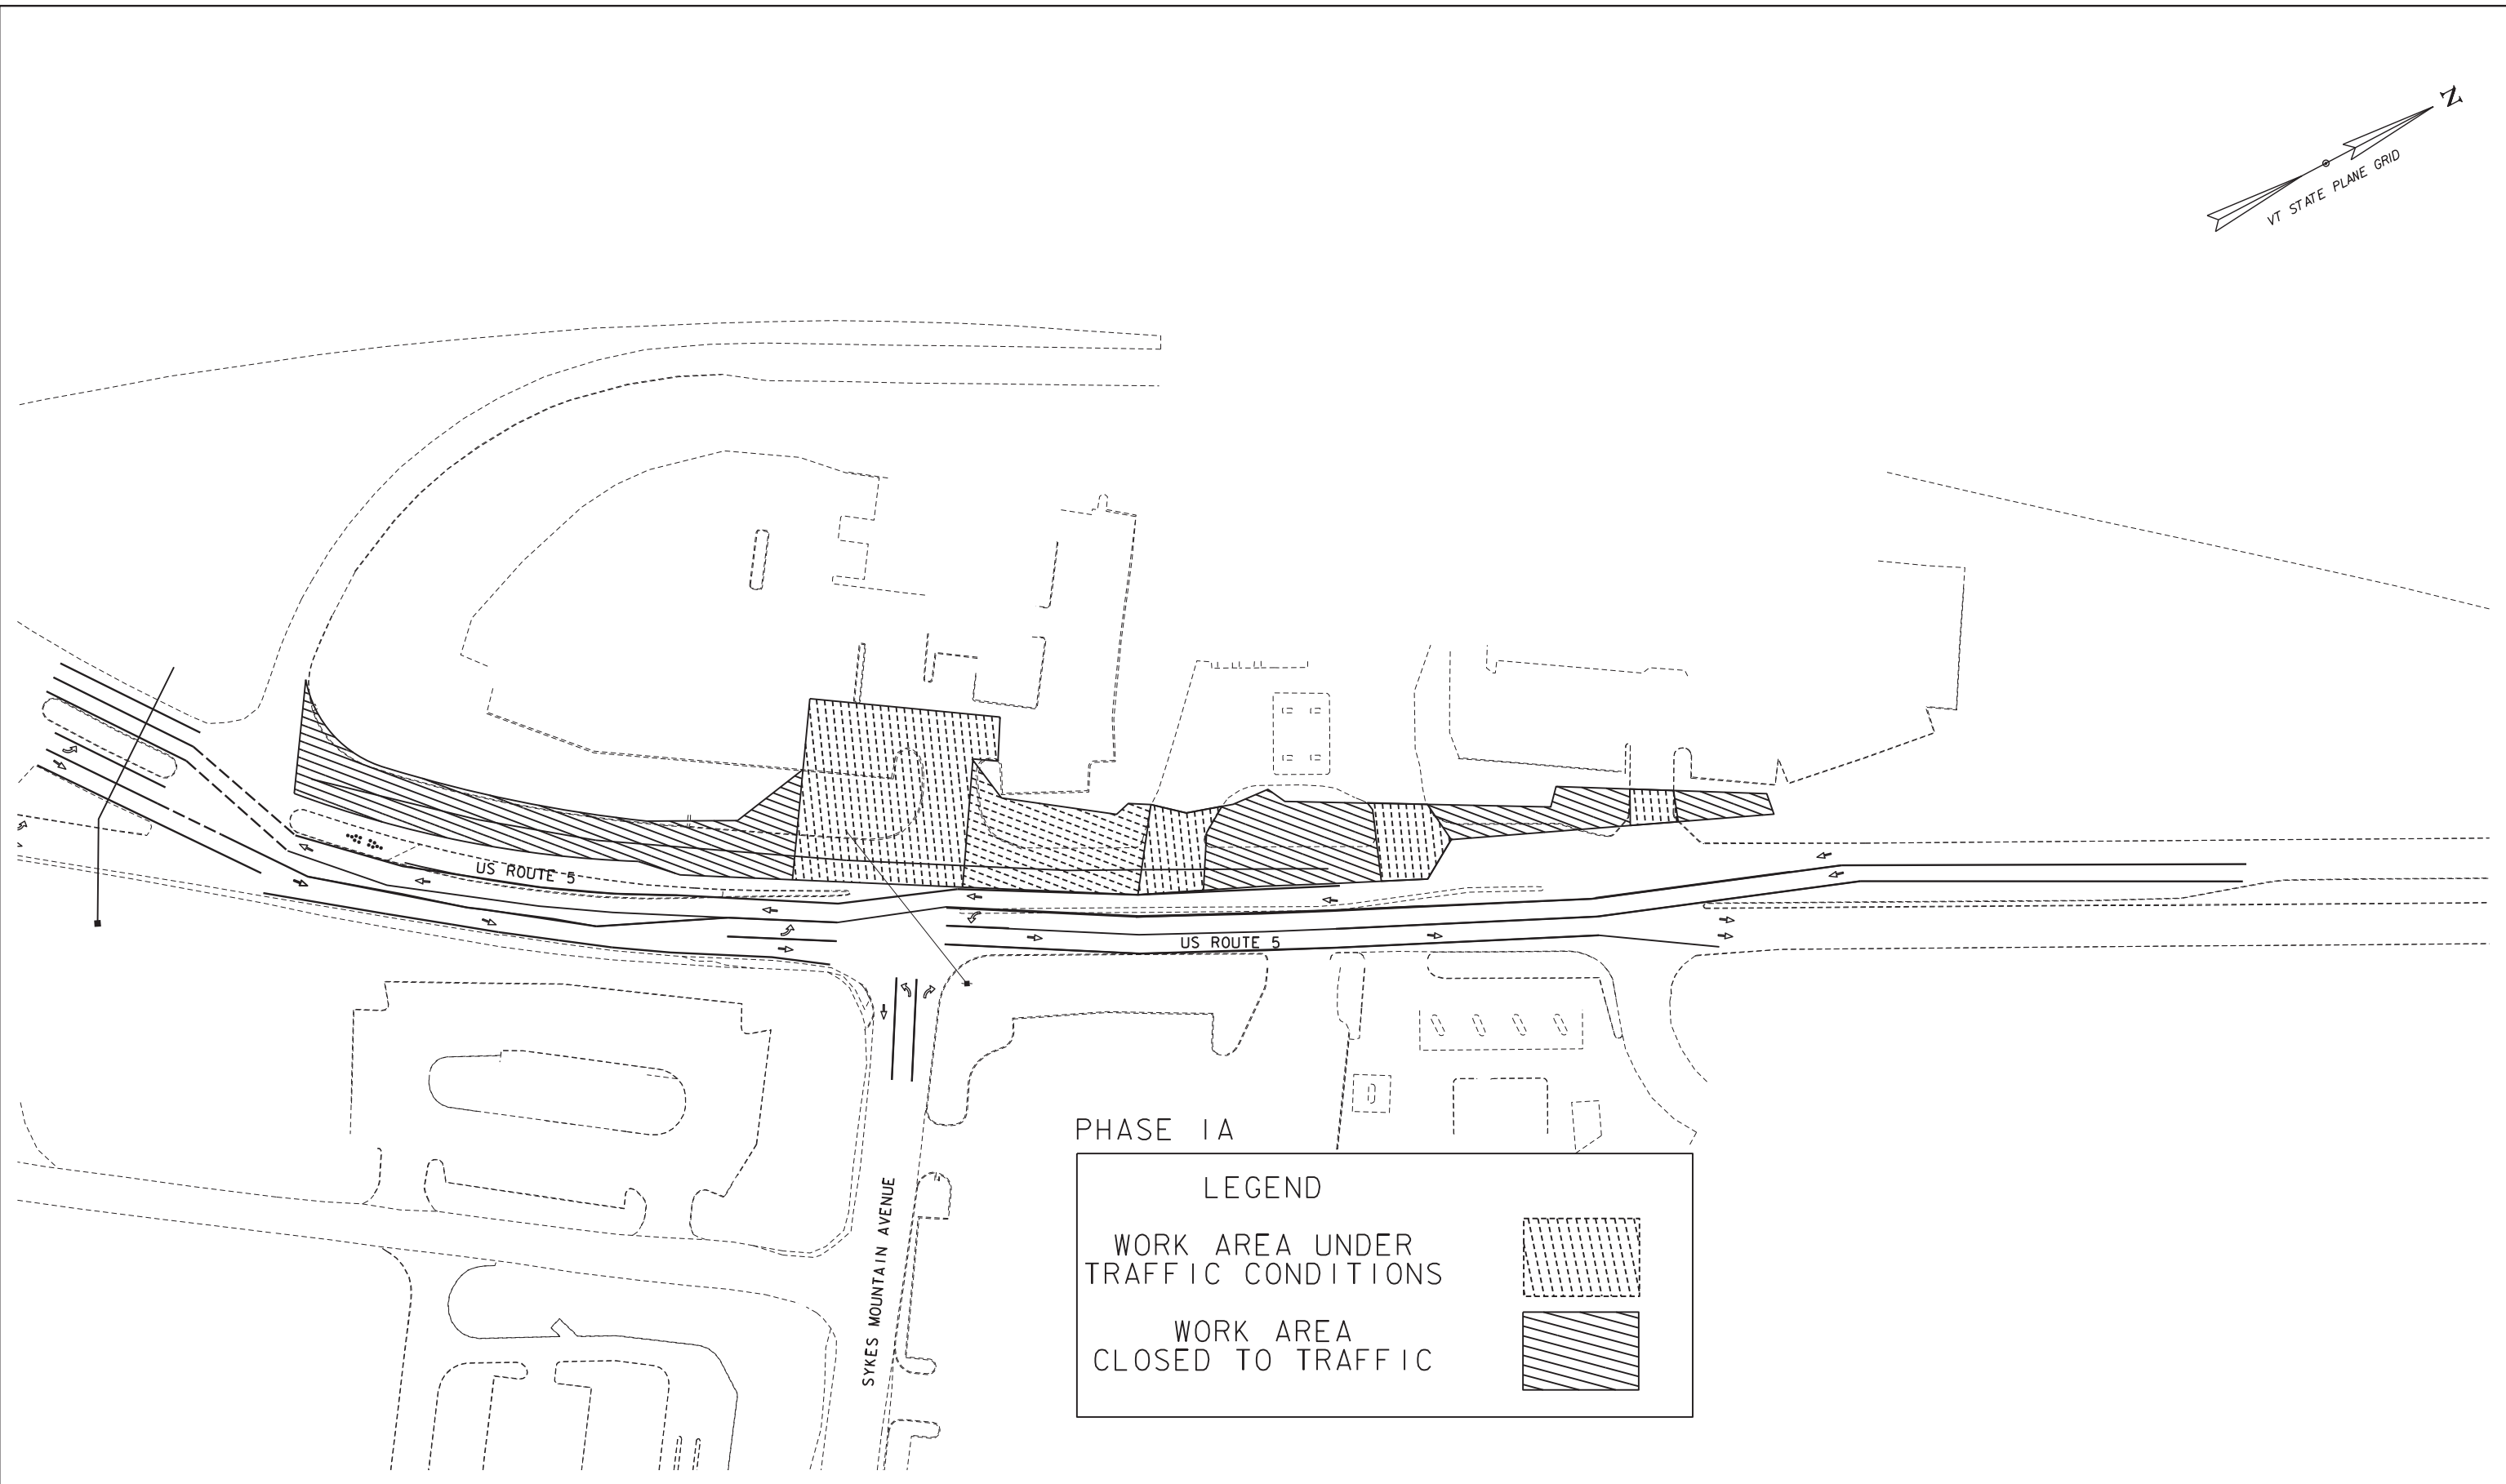 N
VT STATE PLANE GRID
US ROUTE 5
US ROUTE 5
SYKES MOUNTAIN AVENUE
PHASE 1A
LEGEND
WORK AREA UNDER
TRAFFIC CONDITIONS
WORK AREA
CLOSED TO TRAFFIC